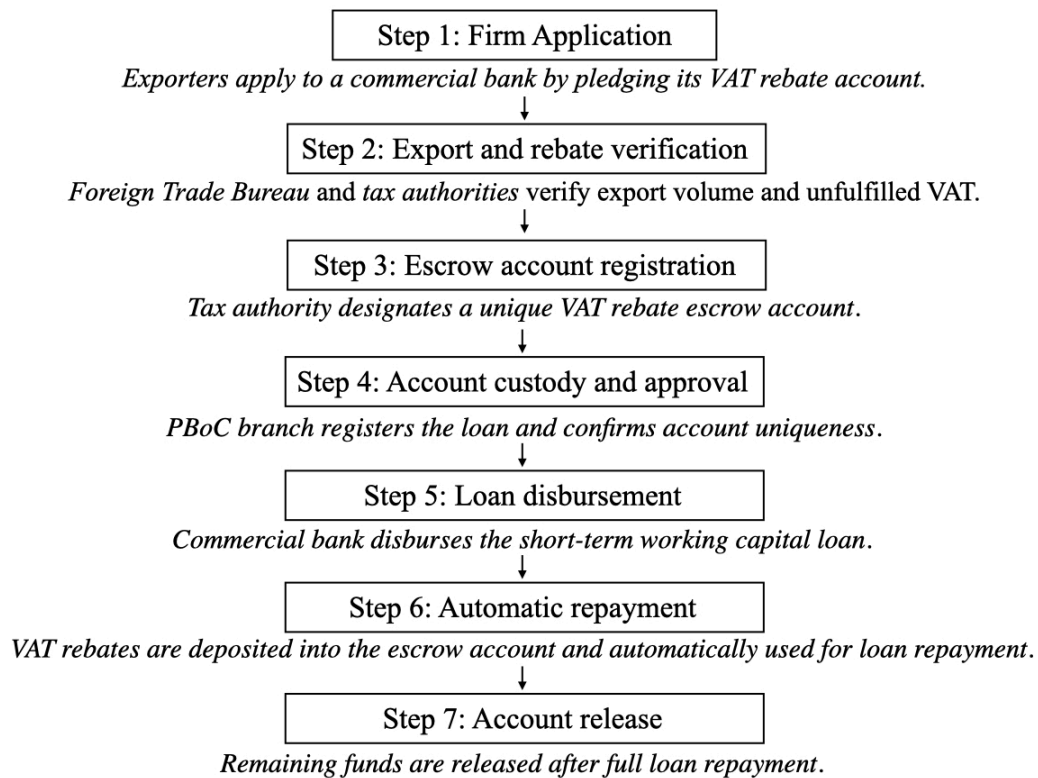 Step 1: Firm Application
Exporters apply to a commercial bank by pledging its VAT rebate account.
Step 2: Export and rebate verification
Foreign Trade Bureau and tax authorities verify export volume and unfulfilled VAT.
Step 3: Escrow account registration
Tax authority designates a unique VAT rebate escrow account.
Step 4: Account custody and approval
PBoC branch registers the loan and confirms account uniqueness.
Step 5: Loan disbursement
Commercial bank disburses the short-term working capital loan.
Step 6: Automatic repayment
VAT rebates are deposited into the escrow account and automatically used for loan repayment.
Step 7: Account release
Remaining funds are released after full loan repayment.